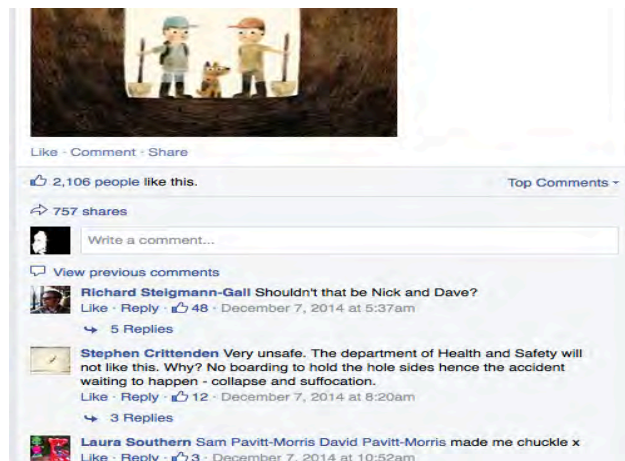 Like · Comment · Share
2,106 people like this.
Top Comments
757 shares
Write a comment...
View previous comments
Richard Steigmann-Gall Shouldn't that be Nick and Dave?
Like · Reply · 48 · December 7, 2014 at 5:37am
5 Replies
Stephen Crittenden Very unsafe. The department of Health and Safety will
not like this. Why? No boarding to hold the hole sides hence the accident
waiting to happen - collapse and suffocation.
Like · Reply · 12 · December 7, 2014 at 8:20am
3 Replies
Laura Southern Sam Pavitt-Morris David Pavitt-Morris made me chuckle x
Like · Reply · 3 · December 7, 2014 at 10:52am